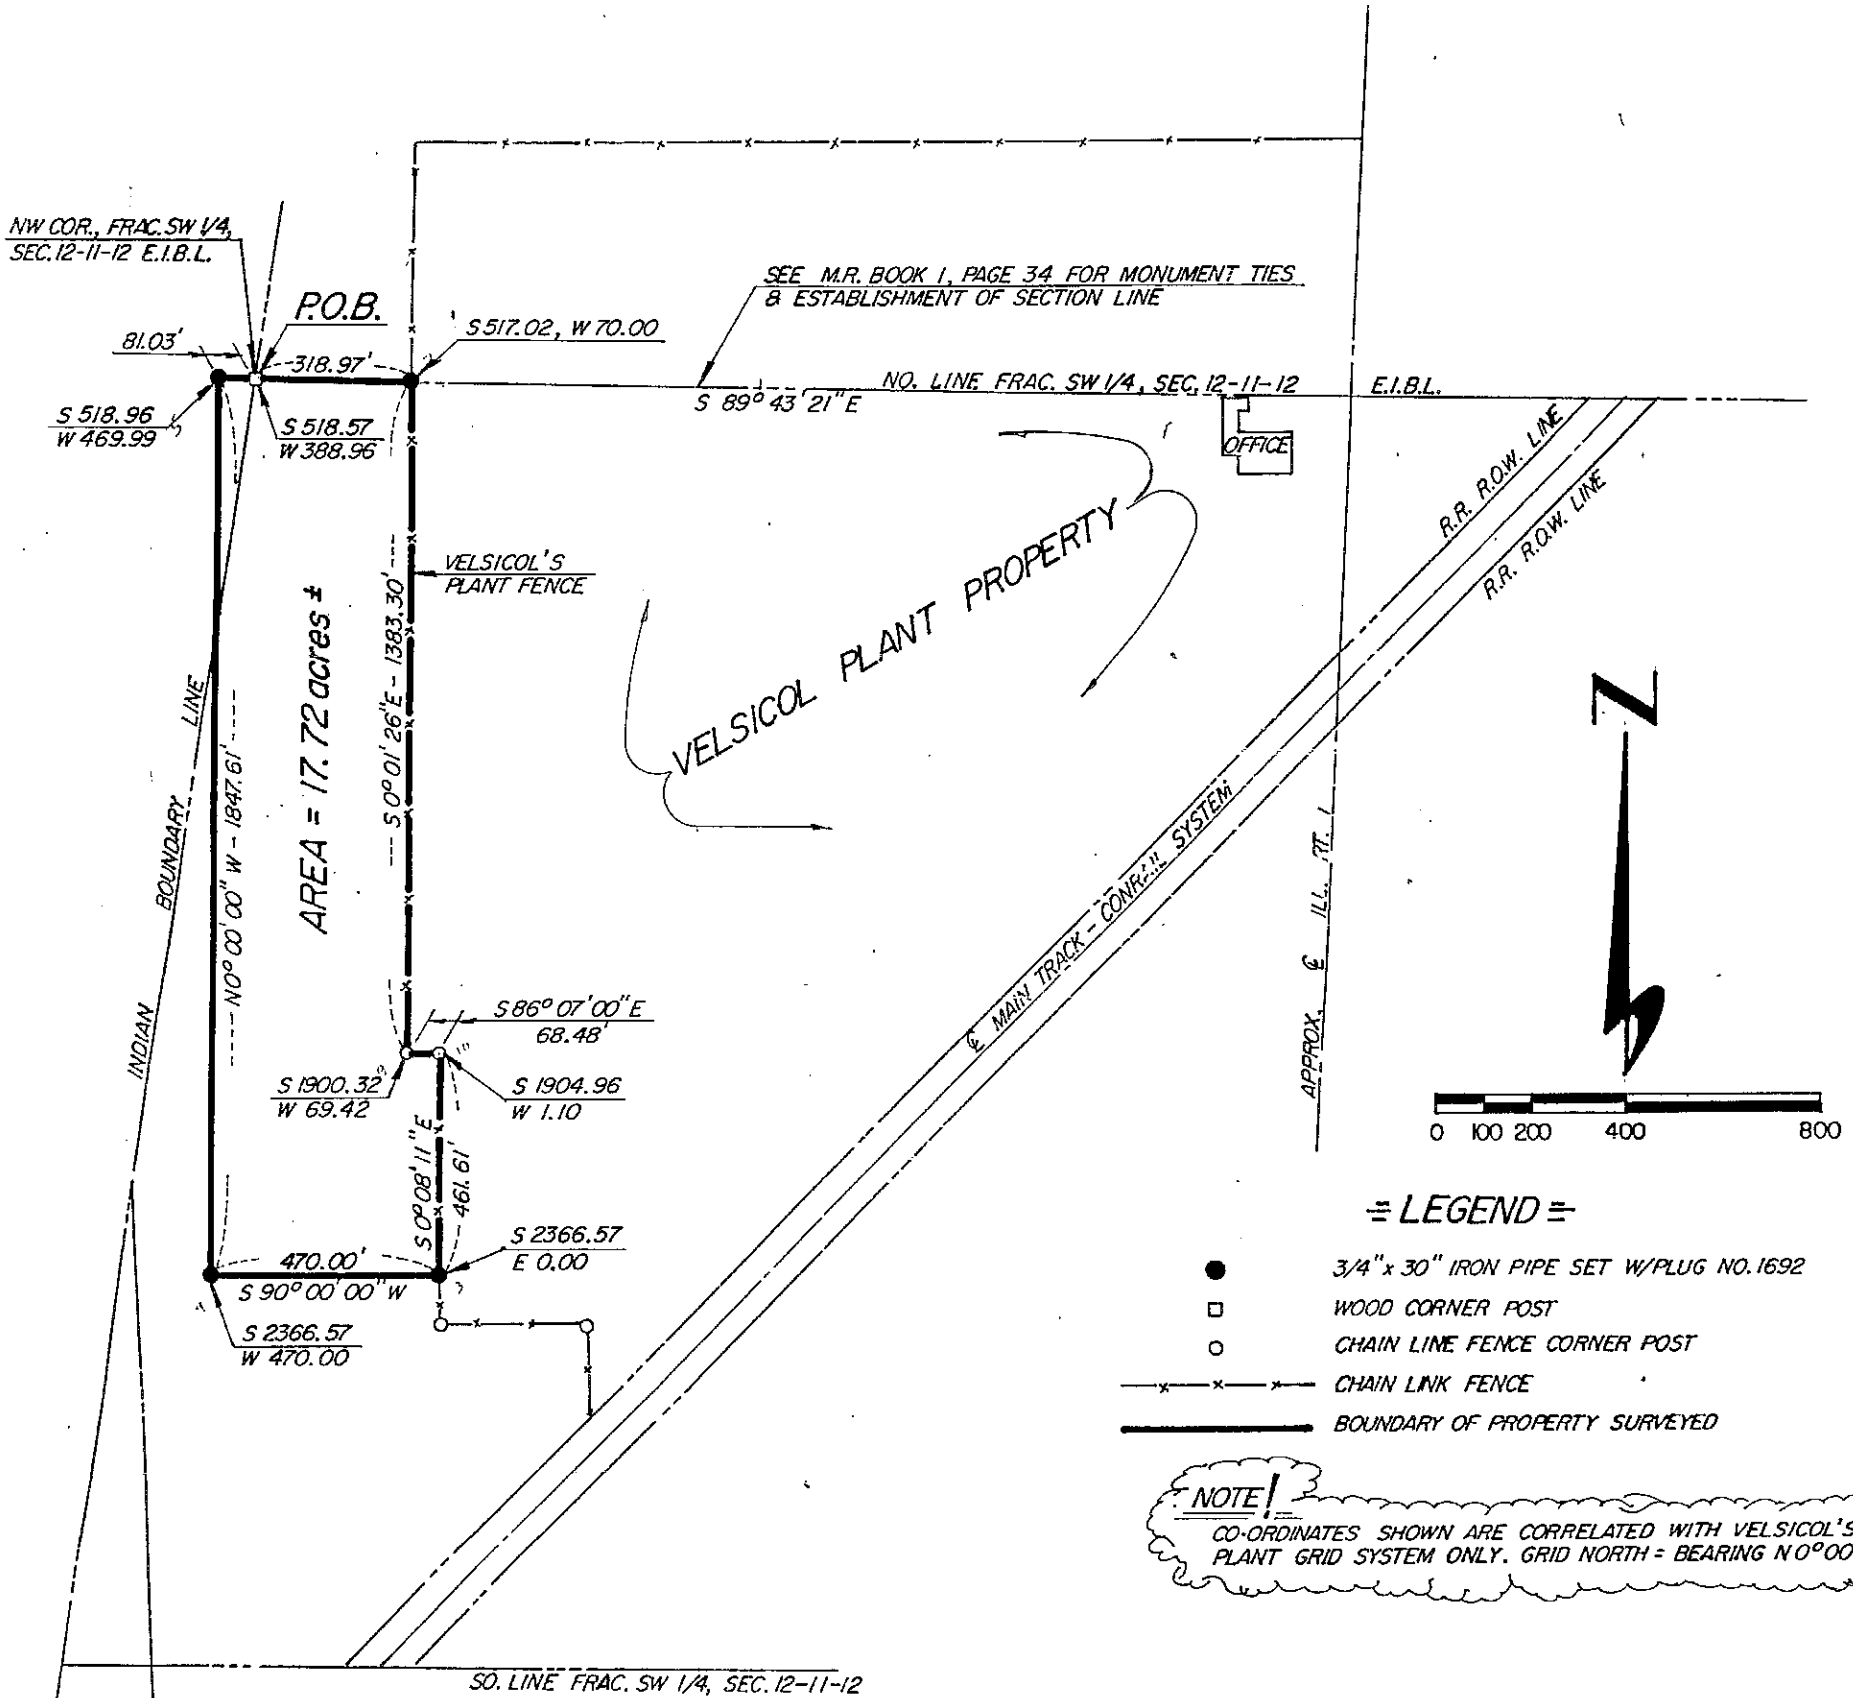 NW COR., FRAC. SW 1/4,
SEC. 12-11-12 E.I.B.L.
P.O.B.
81.03'
318.97'
S 517.02, W 70.00
SEE M.R. BOOK 1, PAGE 34 FOR MONUMENT TIES
& ESTABLISHMENT OF SECTION LINE
NO. LINE FRAC. SW 1/4, SEC. 12-11-12
E.I.B.L.
S 89° 43' 21" E
S 518.96
W 469.99
S 518.57
W 388.96
OFFICE
R.R. R.O.W. LINE
R.R. R.O.W. LINE
VELSICOL'S
PLANT FENCE
VELSICOL PLANT PROPERTY
AREA = 17.72 acres ±
S 0° 01' 26" E - 1383.30'
N 0° 00' 00" W - 1847.61'
INDIAN BOUNDARY LINE
℄ MAIN TRACK - CONRAIL SYSTEM
APPROX. ℄ ILL. RT. 1
S 86° 07' 00" E
68.48'
S 1900.32
W 69.42
S 1904.96
W 1.10
S 0° 08' 11" E
461.61'
S 2366.57
E 0.00
470.00'
S 90° 00' 00" W
S 2366.57
W 470.00
N
0 100 200 400 800
= LEGEND =
3/4" x 30" IRON PIPE SET W/PLUG NO. 1692
WOOD CORNER POST
CHAIN LINE FENCE CORNER POST
CHAIN LINK FENCE
BOUNDARY OF PROPERTY SURVEYED
NOTE!
CO-ORDINATES SHOWN ARE CORRELATED WITH VELSICOL'S
PLANT GRID SYSTEM ONLY. GRID NORTH = BEARING N 0° 00
SO. LINE FRAC. SW 1/4, SEC. 12-11-12